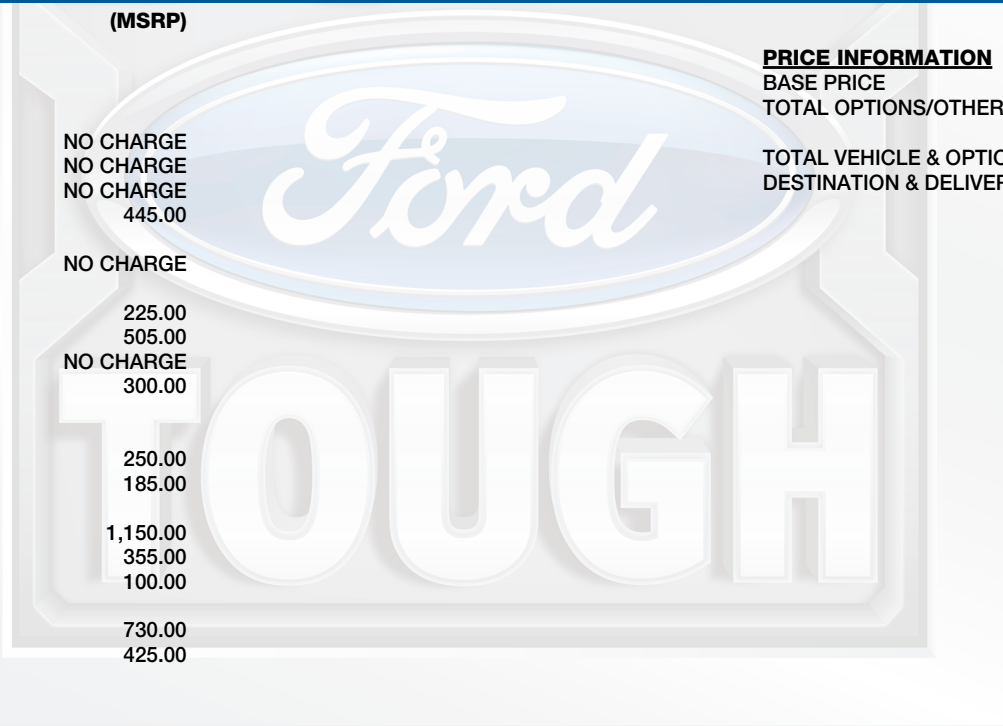 (MSRP)
NO CHARGE
NO CHARGE
NO CHARGE
445.00
NO CHARGE
225.00
505.00
NO CHARGE
300.00
250.00
185.00
1,150.00
355.00
100.00
730.00
425.00
PRICE INFORMATION
BASE PRICE
TOTAL OPTIONS/OTHER
TOTAL VEHICLE & OPTIO
DESTINATION & DELIVER
Ford
TOUGH